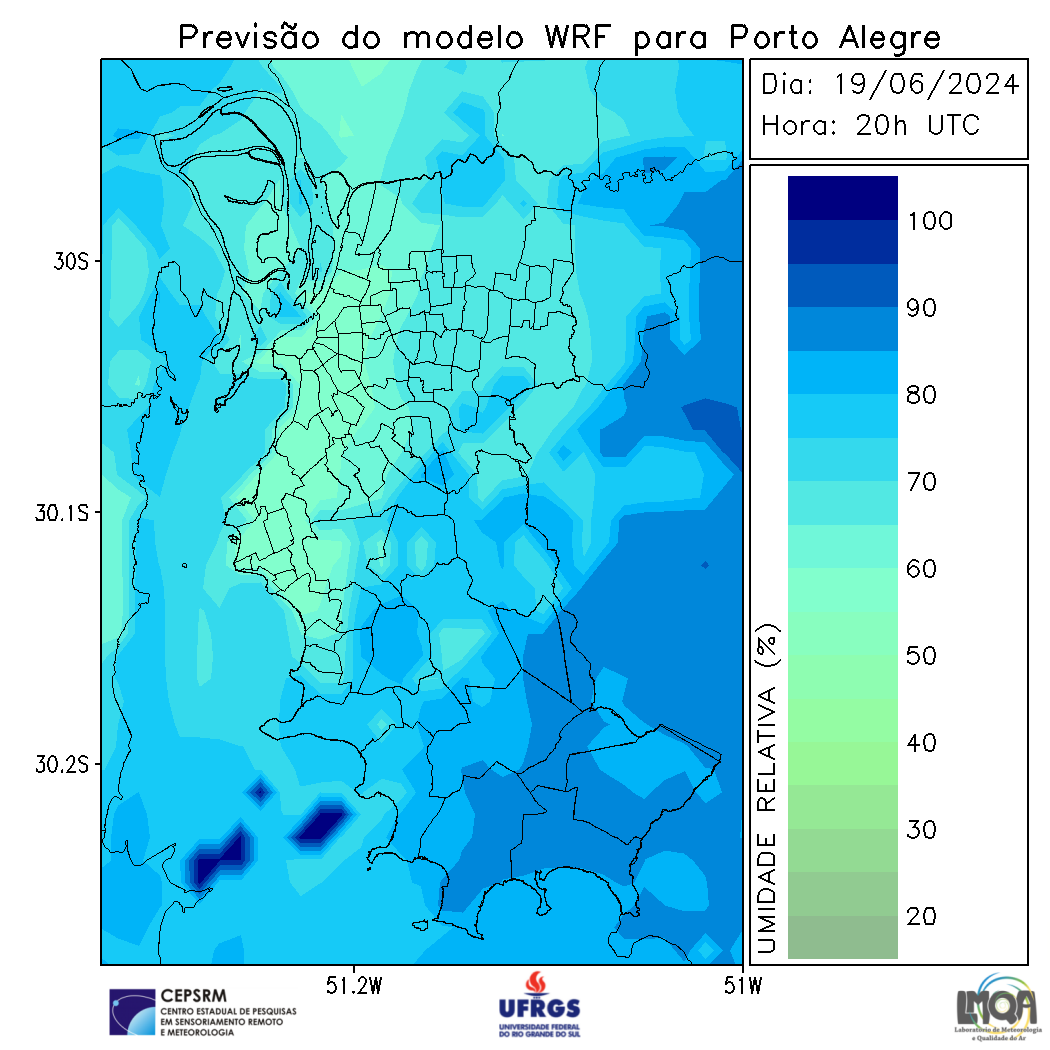 Previsão do modelo WRF para Porto Alegre
Dia: 19/06/2024
Hora: 20h UTC
100
90
80
70
60
50
40
30
20
UMIDADE RELATIVA (%)
30S
30.1S
30.2S
51.2W
51W
CEPSRM
CENTRO ESTADUAL DE PESQUISAS
EM SENSORIAMENTO REMOTO
E METEOROLOGIA
UFRGS
UNIVERSIDADE FEDERAL
DO RIO GRANDE DO SUL
LMQA
Laboratório de Meteorologia
e Qualidade do Ar